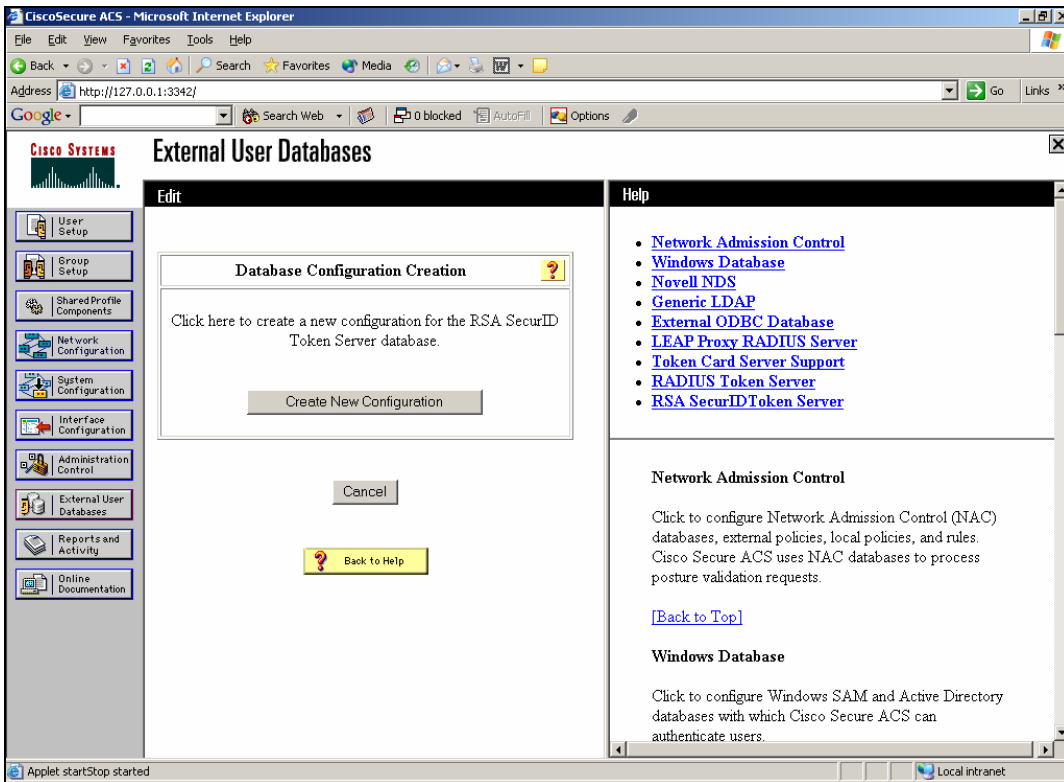 CiscoSecure ACS - Microsoft Internet Explorer
File Edit View Favorites Tools Help
Back Search Favorites Media
Address http://127.0.0.1:3342/ Go Links »
Google - Search Web 0 blocked AutoFill Options
CISCO SYSTEMS
External User Databases
Edit
User
Setup
Group
Setup
Shared Profile
Components
Network
Configuration
System
Configuration
Interface
Configuration
Administration
Control
External User
Databases
Reports and
Activity
Online
Documentation
Database Configuration Creation ?
Click here to create a new configuration for the RSA SecurID
Token Server database.
Create New Configuration
Cancel
? Back to Help
Help
• Network Admission Control
• Windows Database
• Novell NDS
• Generic LDAP
• External ODBC Database
• LEAP Proxy RADIUS Server
• Token Card Server Support
• RADIUS Token Server
• RSA SecurIDToken Server
Network Admission Control
Click to configure Network Admission Control (NAC)
databases, external policies, local policies, and rules.
Cisco Secure ACS uses NAC databases to process
posture validation requests.
[Back to Top]
Windows Database
Click to configure Windows SAM and Active Directory
databases with which Cisco Secure ACS can
authenticate users.
Applet startStop started
Local intranet